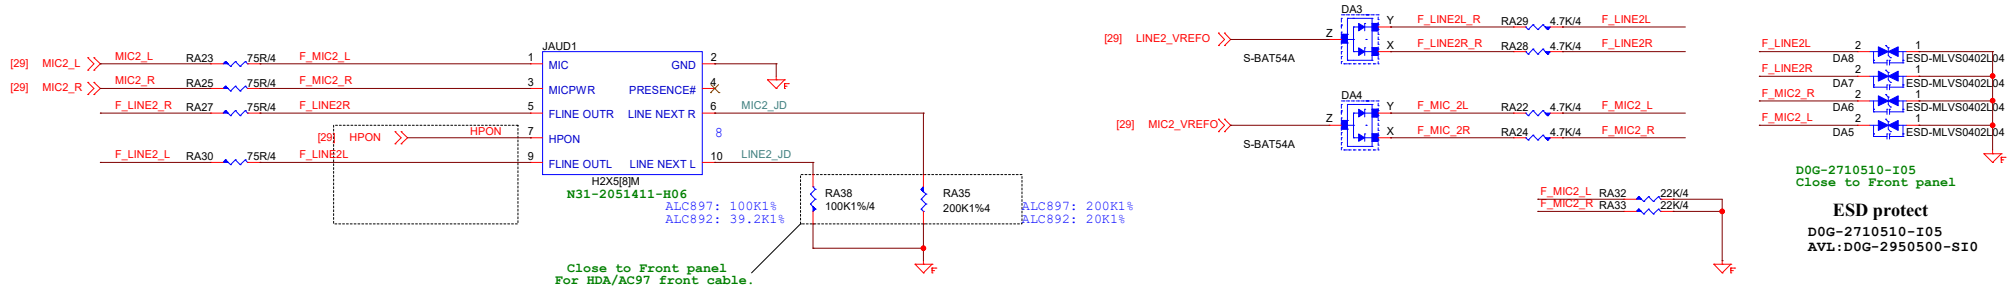 JAUD1
[29] MIC2_L MIC2_L RA23 75R/4 F_MIC2_L 1 MIC GND 2
F
[29] MIC2_R MIC2_R RA25 75R/4 F_MIC2_R 3 MICPWR PRESENCE# 4
F_LINE2_R RA27 75R/4 F_LINE2R 5 FLINE OUTR LINE NEXT R 6 MIC2_JD
[29] HPON HPON 7 HPON 8
F_LINE2_L RA30 75R/4 F_LINE2L 9 FLINE OUTL LINE NEXT L 10 LINE2_JD
H2X5[8]M
N31-2051411-H06
ALC897: 100K1%
ALC892: 39.2K1%
RA38
100K1%/4
RA35
200K1%4
ALC897: 200K1%
ALC892: 20K1%
F
Close to Front panel
For HDA/AC97 front cable.
DA3
[29] LINE2_VREFO Z Y F_LINE2L_R RA29 4.7K/4 F_LINE2L
X F_LINE2R_R RA28 4.7K/4 F_LINE2R
S-BAT54A
DA4
[29] MIC2_VREFO Z Y F_MIC_2L RA22 4.7K/4 F_MIC2_L
X F_MIC_2R RA24 4.7K/4 F_MIC2_R
S-BAT54A
F_MIC2_L RA32 22K/4
F_MIC2_R RA33 22K/4
F
F_LINE2L 2 1
DA8 ESD-MLVS0402L04
F_LINE2R 2 1
DA7 ESD-MLVS0402L04
F_MIC2_R 2 1
DA6 ESD-MLVS0402L04
F_MIC2_L 2 1
DA5 ESD-MLVS0402L04
F
D0G-2710510-I05
Close to Front panel
ESD protect
D0G-2710510-I05
AVL:D0G-2950500-SI0